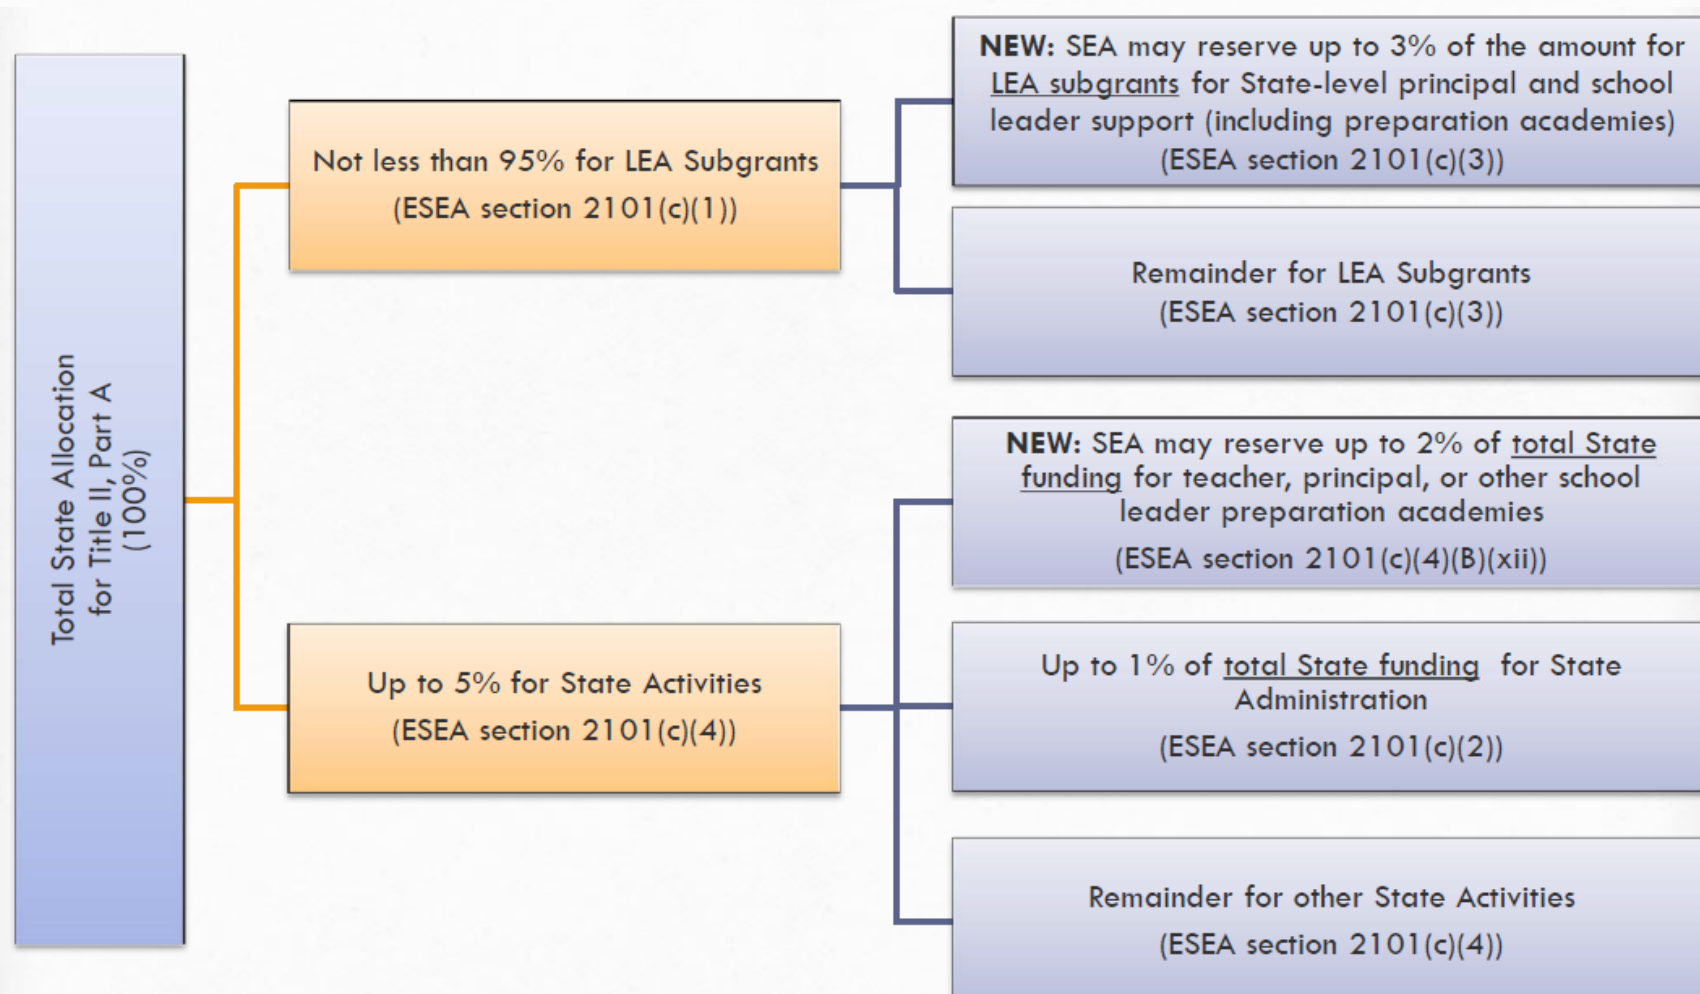 Total State Allocation
for Title II, Part A
(100%)
Not less than 95% for LEA Subgrants
(ESEA section 2101(c)(1))
NEW: SEA may reserve up to 3% of the amount for
LEA subgrants for State-level principal and school
leader support (including preparation academies)
(ESEA section 2101(c)(3))
Remainder for LEA Subgrants
(ESEA section 2101(c)(3))
Up to 5% for State Activities
(ESEA section 2101(c)(4))
NEW: SEA may reserve up to 2% of total State
funding for teacher, principal, or other school
leader preparation academies
(ESEA section 2101(c)(4)(B)(xii))
Up to 1% of total State funding for State
Administration
(ESEA section 2101(c)(2))
Remainder for other State Activities
(ESEA section 2101(c)(4))